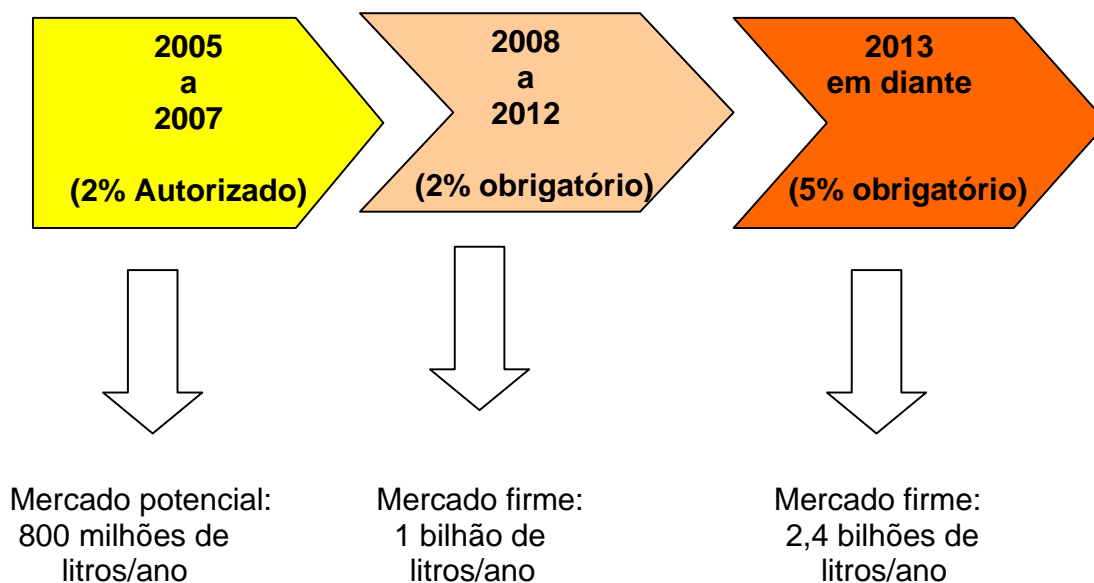 2005
a
2007
(2% Autorizado)
2008
a
2012
(2% obrigatório)
2013
em diante
(5% obrigatório)
Mercado potencial:
800 milhões de
litros/ano
Mercado firme:
1 bilhão de
litros/ano
Mercado firme:
2,4 bilhões de
litros/ano